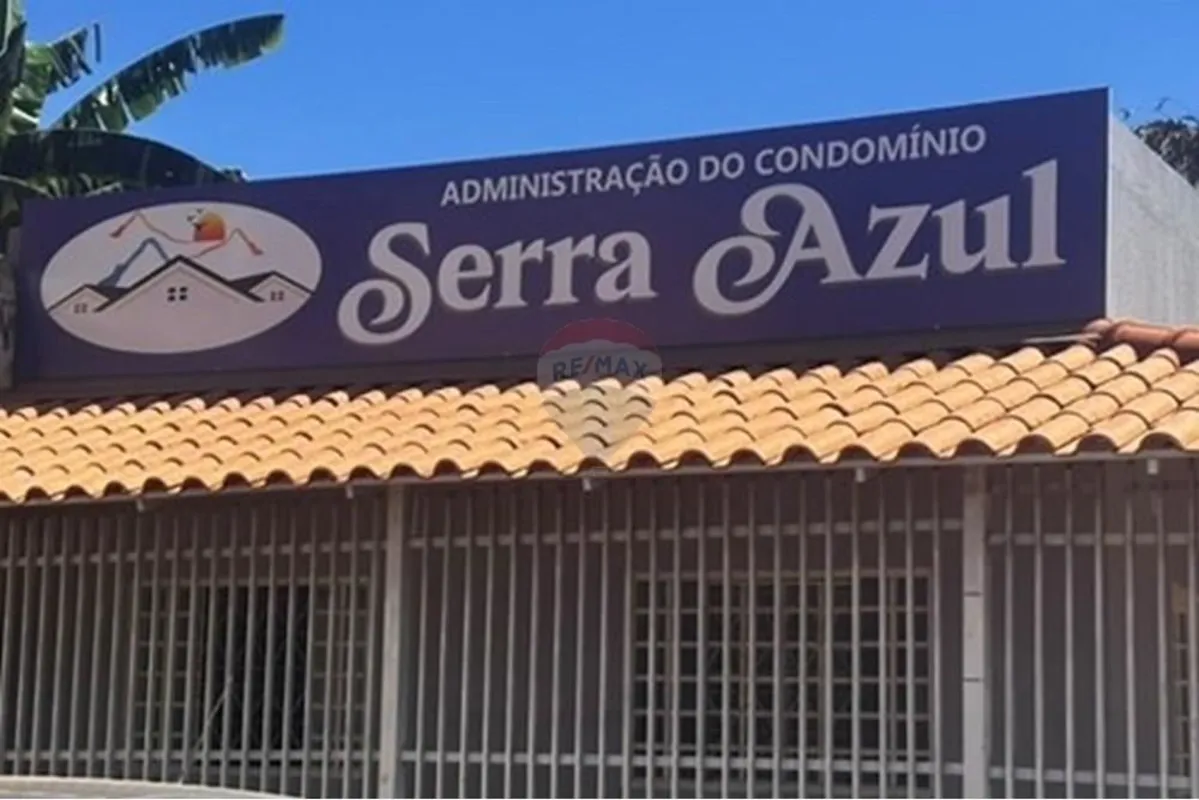 ADMINISTRAÇÃO DO CONDOMÍNIO
Serra Azul
RE/MAX